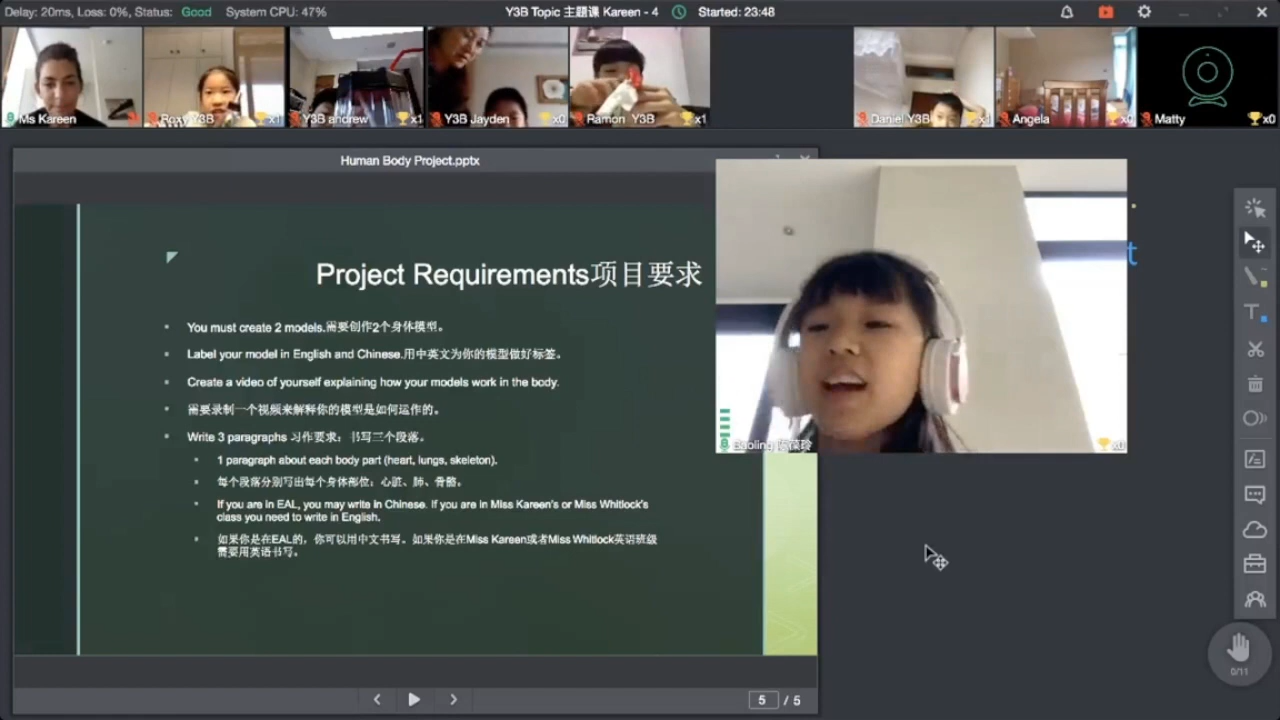 Delay: 20ms, Loss: 0%, Status: Good System CPU: 47%
Y3B Topic 主題课 Kareen - 4 Started: 23:48
Ms Kareen
Roxy Y3B x1
Y3B andrew x1
Y3B Jayden x0
Ramon Y3B x1
Daniel Y3B x1
Angela x0
Matty x0
Human Body Project.pptx
Project Requirements项目要求
You must create 2 models.需要创作2个身体模型。
Label your model in English and Chinese.用中英文为你的模型做好标签。
Create a video of yourself explaining how your models work in the body.
需要录制一个视频来解释你的模型是如何运作的。
Write 3 paragraphs 习作要求：书写三个段落。
1 paragraph about each body part (heart, lungs, skeleton).
每个段落分别写出每个身体部位：心脏、肺、骨骼。
If you are in EAL, you may write in Chinese. If you are in Miss Kareen's or Miss Whitlock's
class you need to write in English.
如果你是在EAL的，你可以用中文书写。如果你是在Miss Kareen或者Miss Whitlock英语班级
需要用英语书写。
t
Baoling
5 / 5
0/11